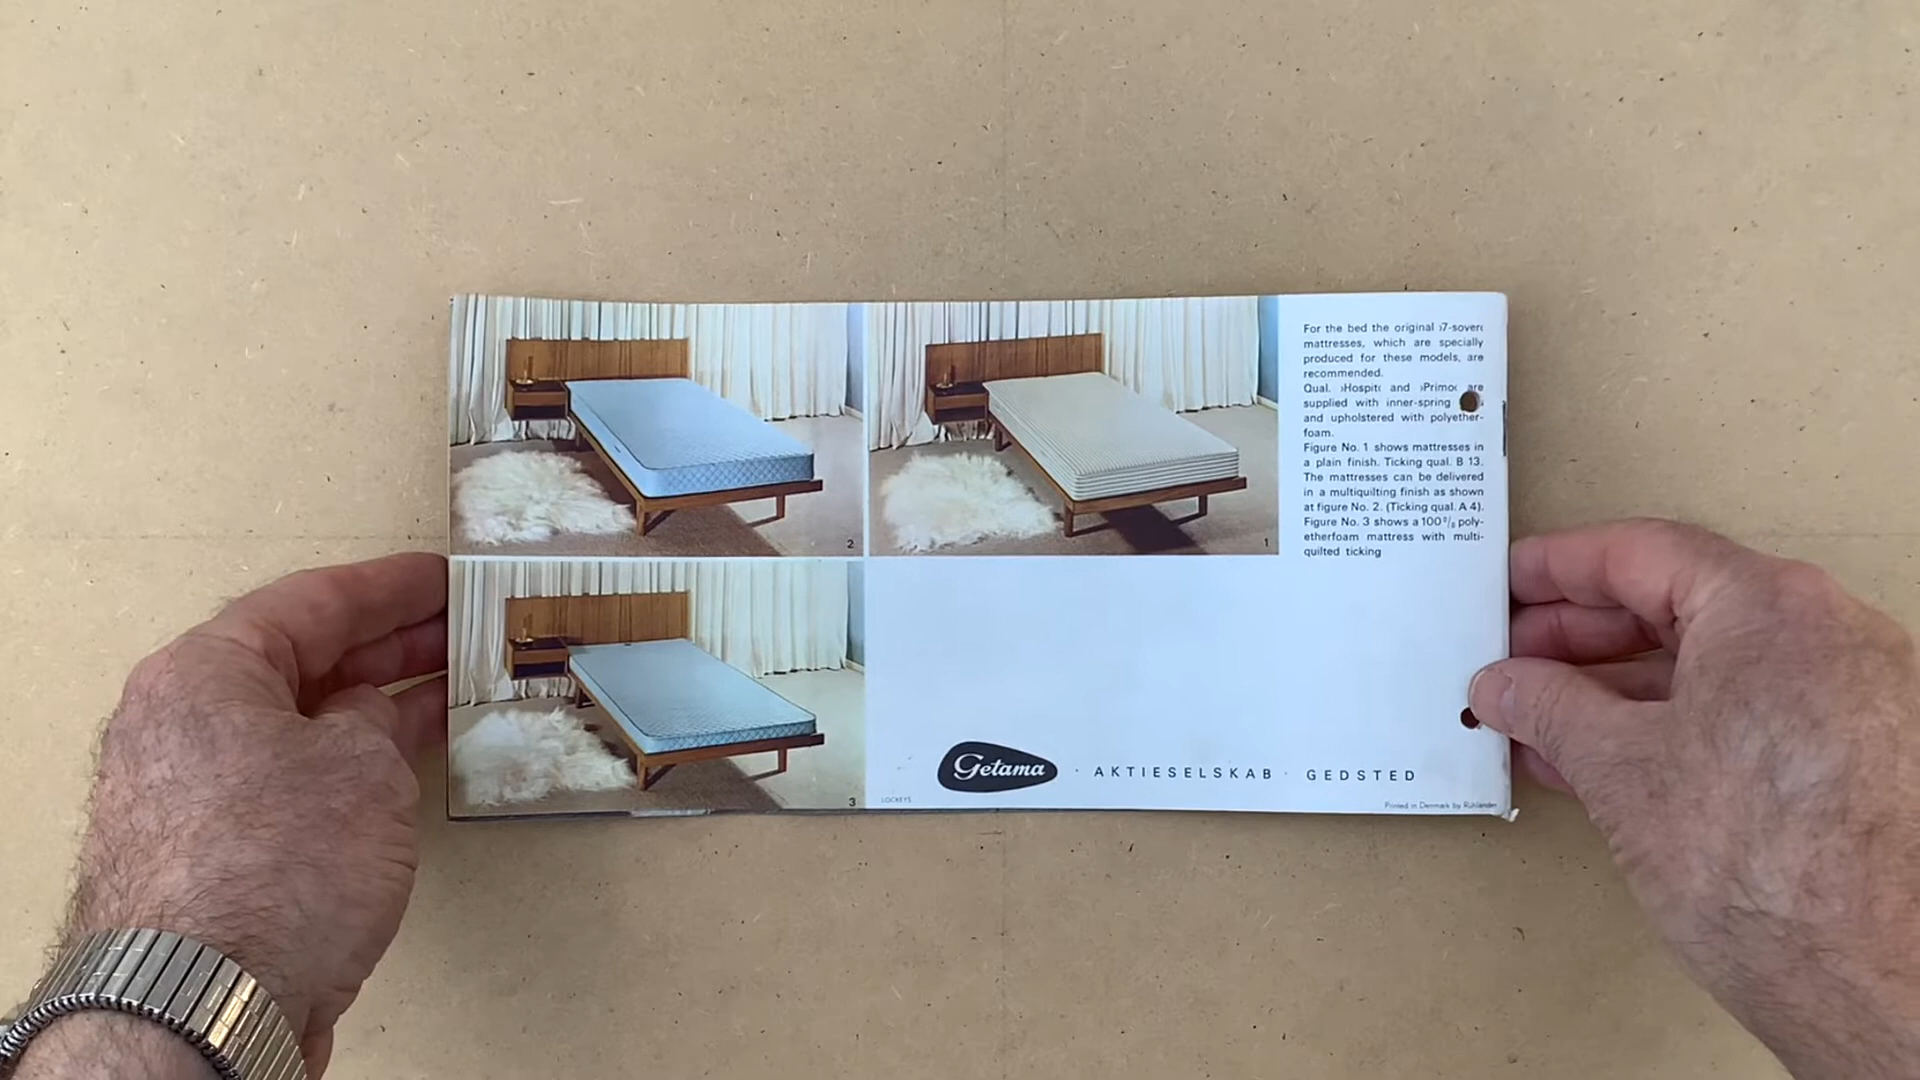 For the bed the original ›7-sover‹
mattresses, which are specially
produced for these models, are
recommended.
Qual. ›Hospit‹ and ›Primo‹ are
supplied with inner-spring
and upholstered with polyether-
foam.
Figure No. 1 shows mattresses in
a plain finish. Ticking qual. B 13.
The mattresses can be delivered
in a multiquilting finish as shown
at figure No. 2. (Ticking qual. A 4).
Figure No. 3 shows a 100% poly-
etherfoam mattress with multi-
quilted ticking
2
1
3
Getama · AKTIESELSKAB · GEDSTED
LOCKEYS
Printed in Denmark by Rühlander